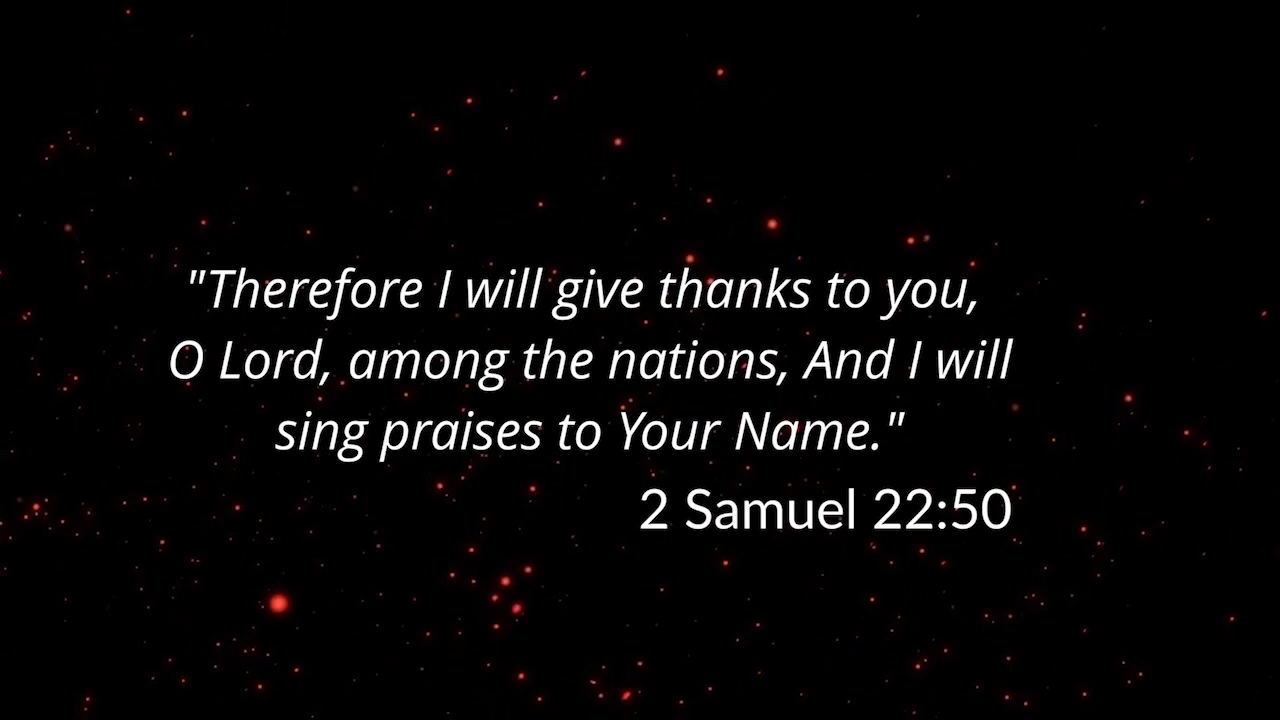 "Therefore I will give thanks to you,
O Lord, among the nations, And I will
sing praises to Your Name."
2 Samuel 22:50